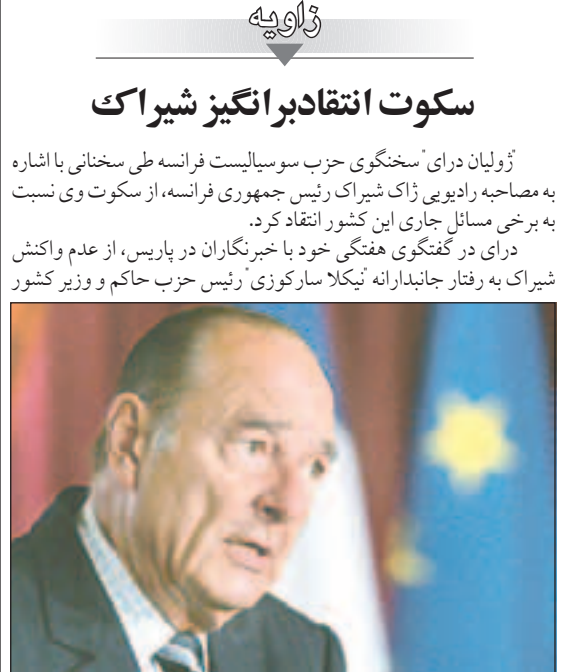 زاویه
سکوت انتقادبرانگیز شیراک
"ژولیان درای" سخنگوی حزب سوسیالیست فرانسه طی سخنانی با اشاره
به مصاحبه رادیویی ژاک شیراک رئیس جمهوری فرانسه، از سکوت وی نسبت
به برخی مسائل جاری این کشور انتقاد کرد.
درای در گفتگوی هفتگی خود با خبرنگاران در پاریس، از عدم واکنش
شیراک به رفتار جانبدارانه "نیکلا سارکوزی" رئیس حزب حاکم و وزیر کشور